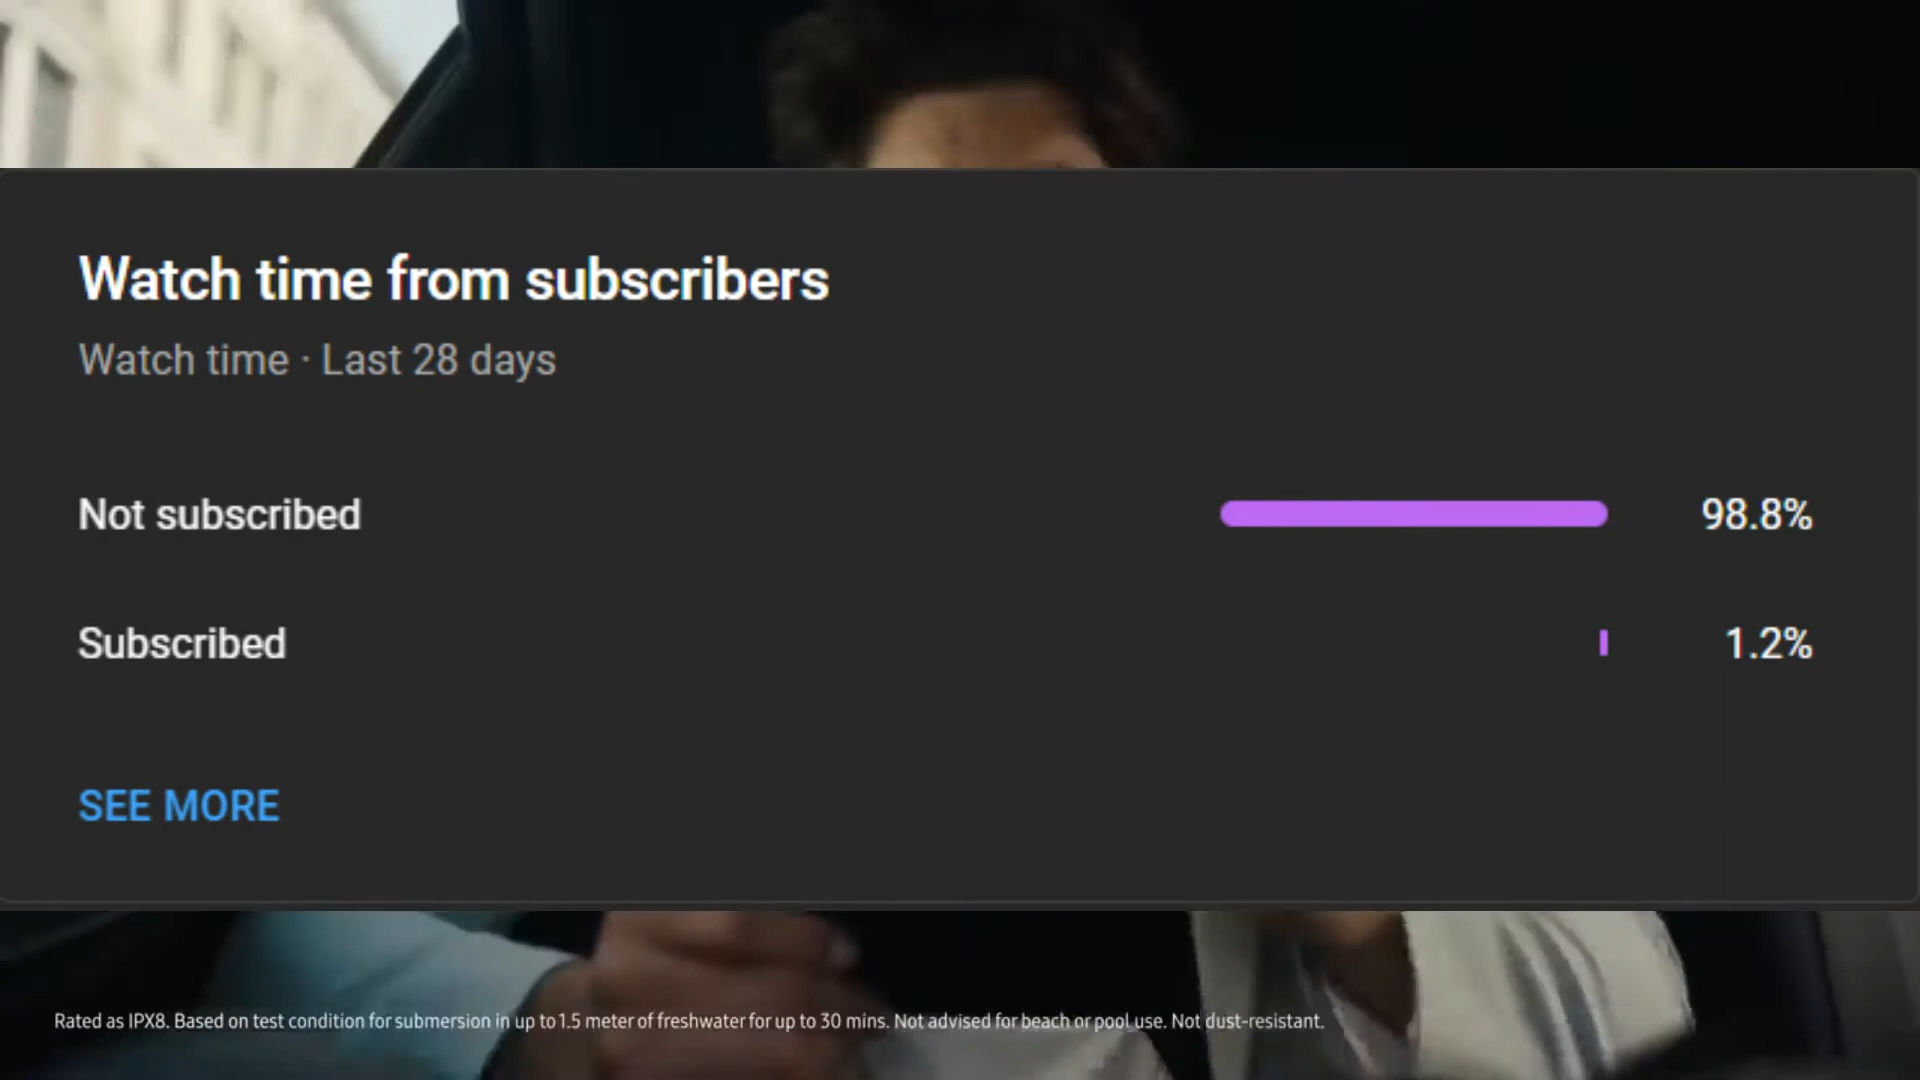 Watch time from subscribers
Watch time · Last 28 days
Not subscribed 98.8%
Subscribed 1.2%
SEE MORE
Rated as IPX8. Based on test condition for submersion in up to 1.5 meter of freshwater for up to 30 mins. Not advised for beach or pool use. Not dust-resistant.